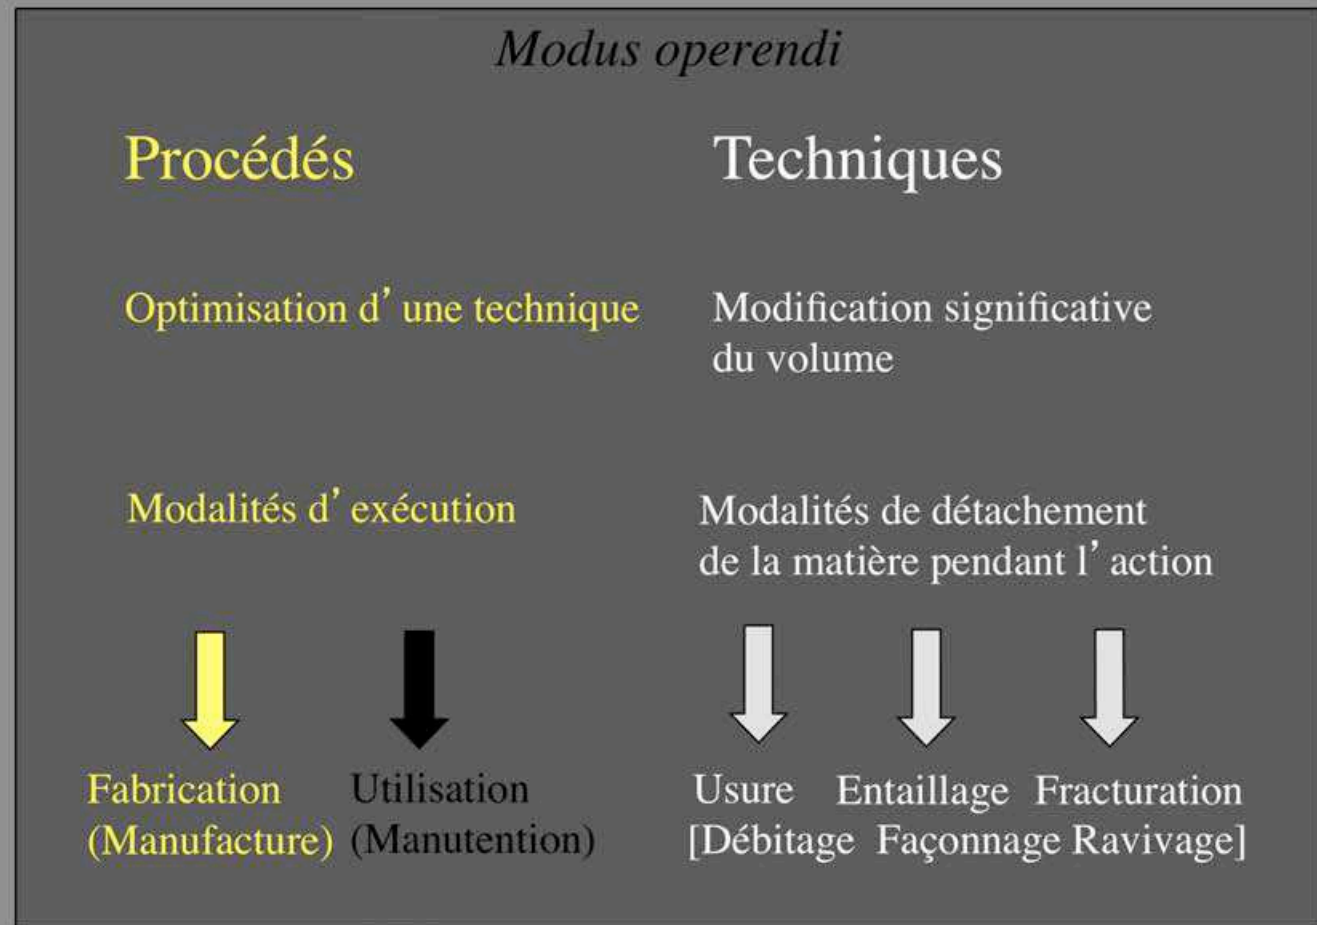 Modus operendi
Procédés
Techniques
Optimisation d’une technique
Modification significative
du volume
Modalités d’exécution
Modalités de détachement
de la matière pendant l’action
Fabrication
(Manufacture)
Utilisation
(Manutention)
Usure Entaillage Fracturation
[Débitage Façonnage Ravivage]